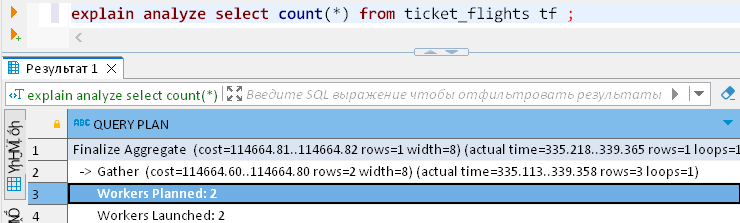 explain analyze select count(*) from ticket_flights tf ;
Результат 1
explain analyze select count(*)
Введите SQL выражение чтобы отфильтровать результаты
ABC QUERY PLAN
1 Finalize Aggregate (cost=114664.81..114664.82 rows=1 width=8) (actual time=335.218..339.365 rows=1 loops=1
2 -> Gather (cost=114664.60..114664.80 rows=2 width=8) (actual time=335.113..339.358 rows=3 loops=1)
3 Workers Planned: 2
4 Workers Launched: 2